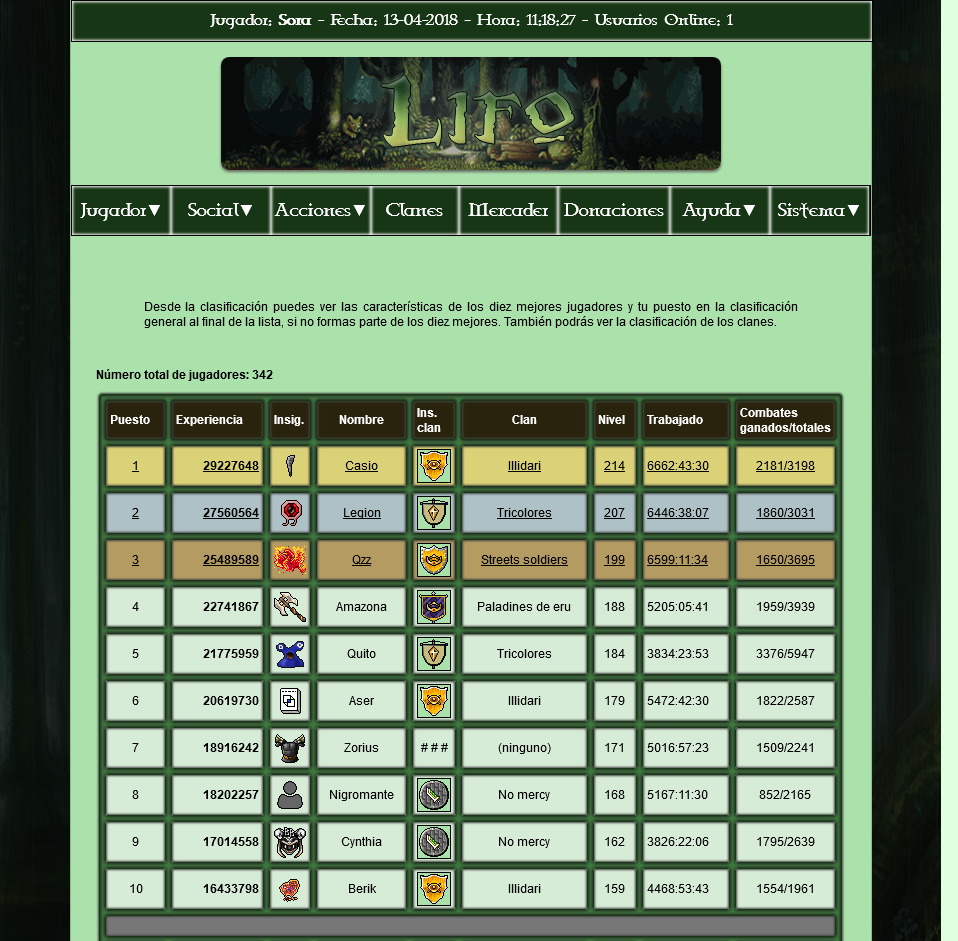 Jugador: Sora - Fecha: 13-04-2018 - Hora: 11:18:27 - Usuarios Online: 1
Lifo
Jugador▼ Social▼ Acciones▼ Clanes Mercader Donaciones Ayuda▼ Sistema▼
Desde la clasificación puedes ver las características de los diez mejores jugadores y tu puesto en la clasificación
general al final de la lista, si no formas parte de los diez mejores. También podrás ver la clasificación de los clanes.
Número total de jugadores: 342
Puesto Experiencia Insig. Nombre Ins. clan Clan Nivel Trabajado Combates ganados/totales
1 29227648 Casio Illidari 214 6662:43:30 2181/3198
2 27560564 Legion Tricolores 207 6446:38:07 1860/3031
3 25489589 Qzz Streets soldiers 199 6599:11:34 1650/3695
4 22741867 Amazona Paladines de eru 188 5205:05:41 1959/3939
5 21775959 Quito Tricolores 184 3834:23:53 3376/5947
6 20619730 Aser Illidari 179 5472:42:30 1822/2587
7 18916242 Zorius # # # (ninguno) 171 5016:57:23 1509/2241
8 18202257 Nigromante No mercy 168 5167:11:30 852/2165
9 17014558 Cynthia No mercy 162 3826:22:06 1795/2639
10 16433798 Berik Illidari 159 4468:53:43 1554/1961